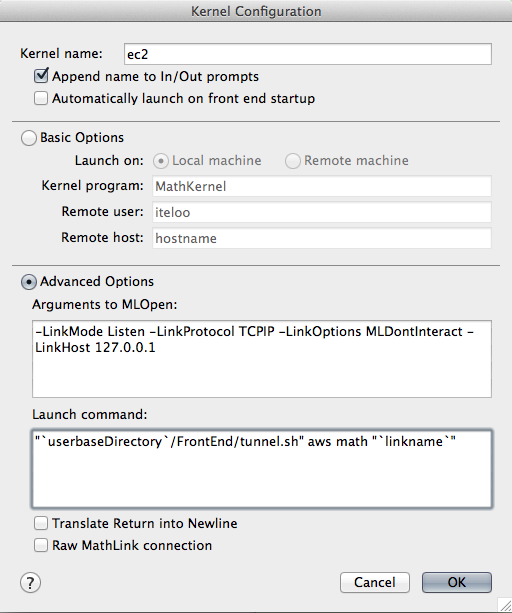 Kernel Configuration
Kernel name: ec2
Append name to In/Out prompts
Automatically launch on front end startup
Basic Options
Launch on: Local machine Remote machine
Kernel program: MathKernel
Remote user: iteloo
Remote host: hostname
Advanced Options
Arguments to MLOpen:
-LinkMode Listen -LinkProtocol TCPIP -LinkOptions MLDontInteract -
LinkHost 127.0.0.1
Launch command:
"`userbaseDirectory`/FrontEnd/tunnel.sh" aws math "`linkname`"
Translate Return into Newline
Raw MathLink connection
? Cancel OK